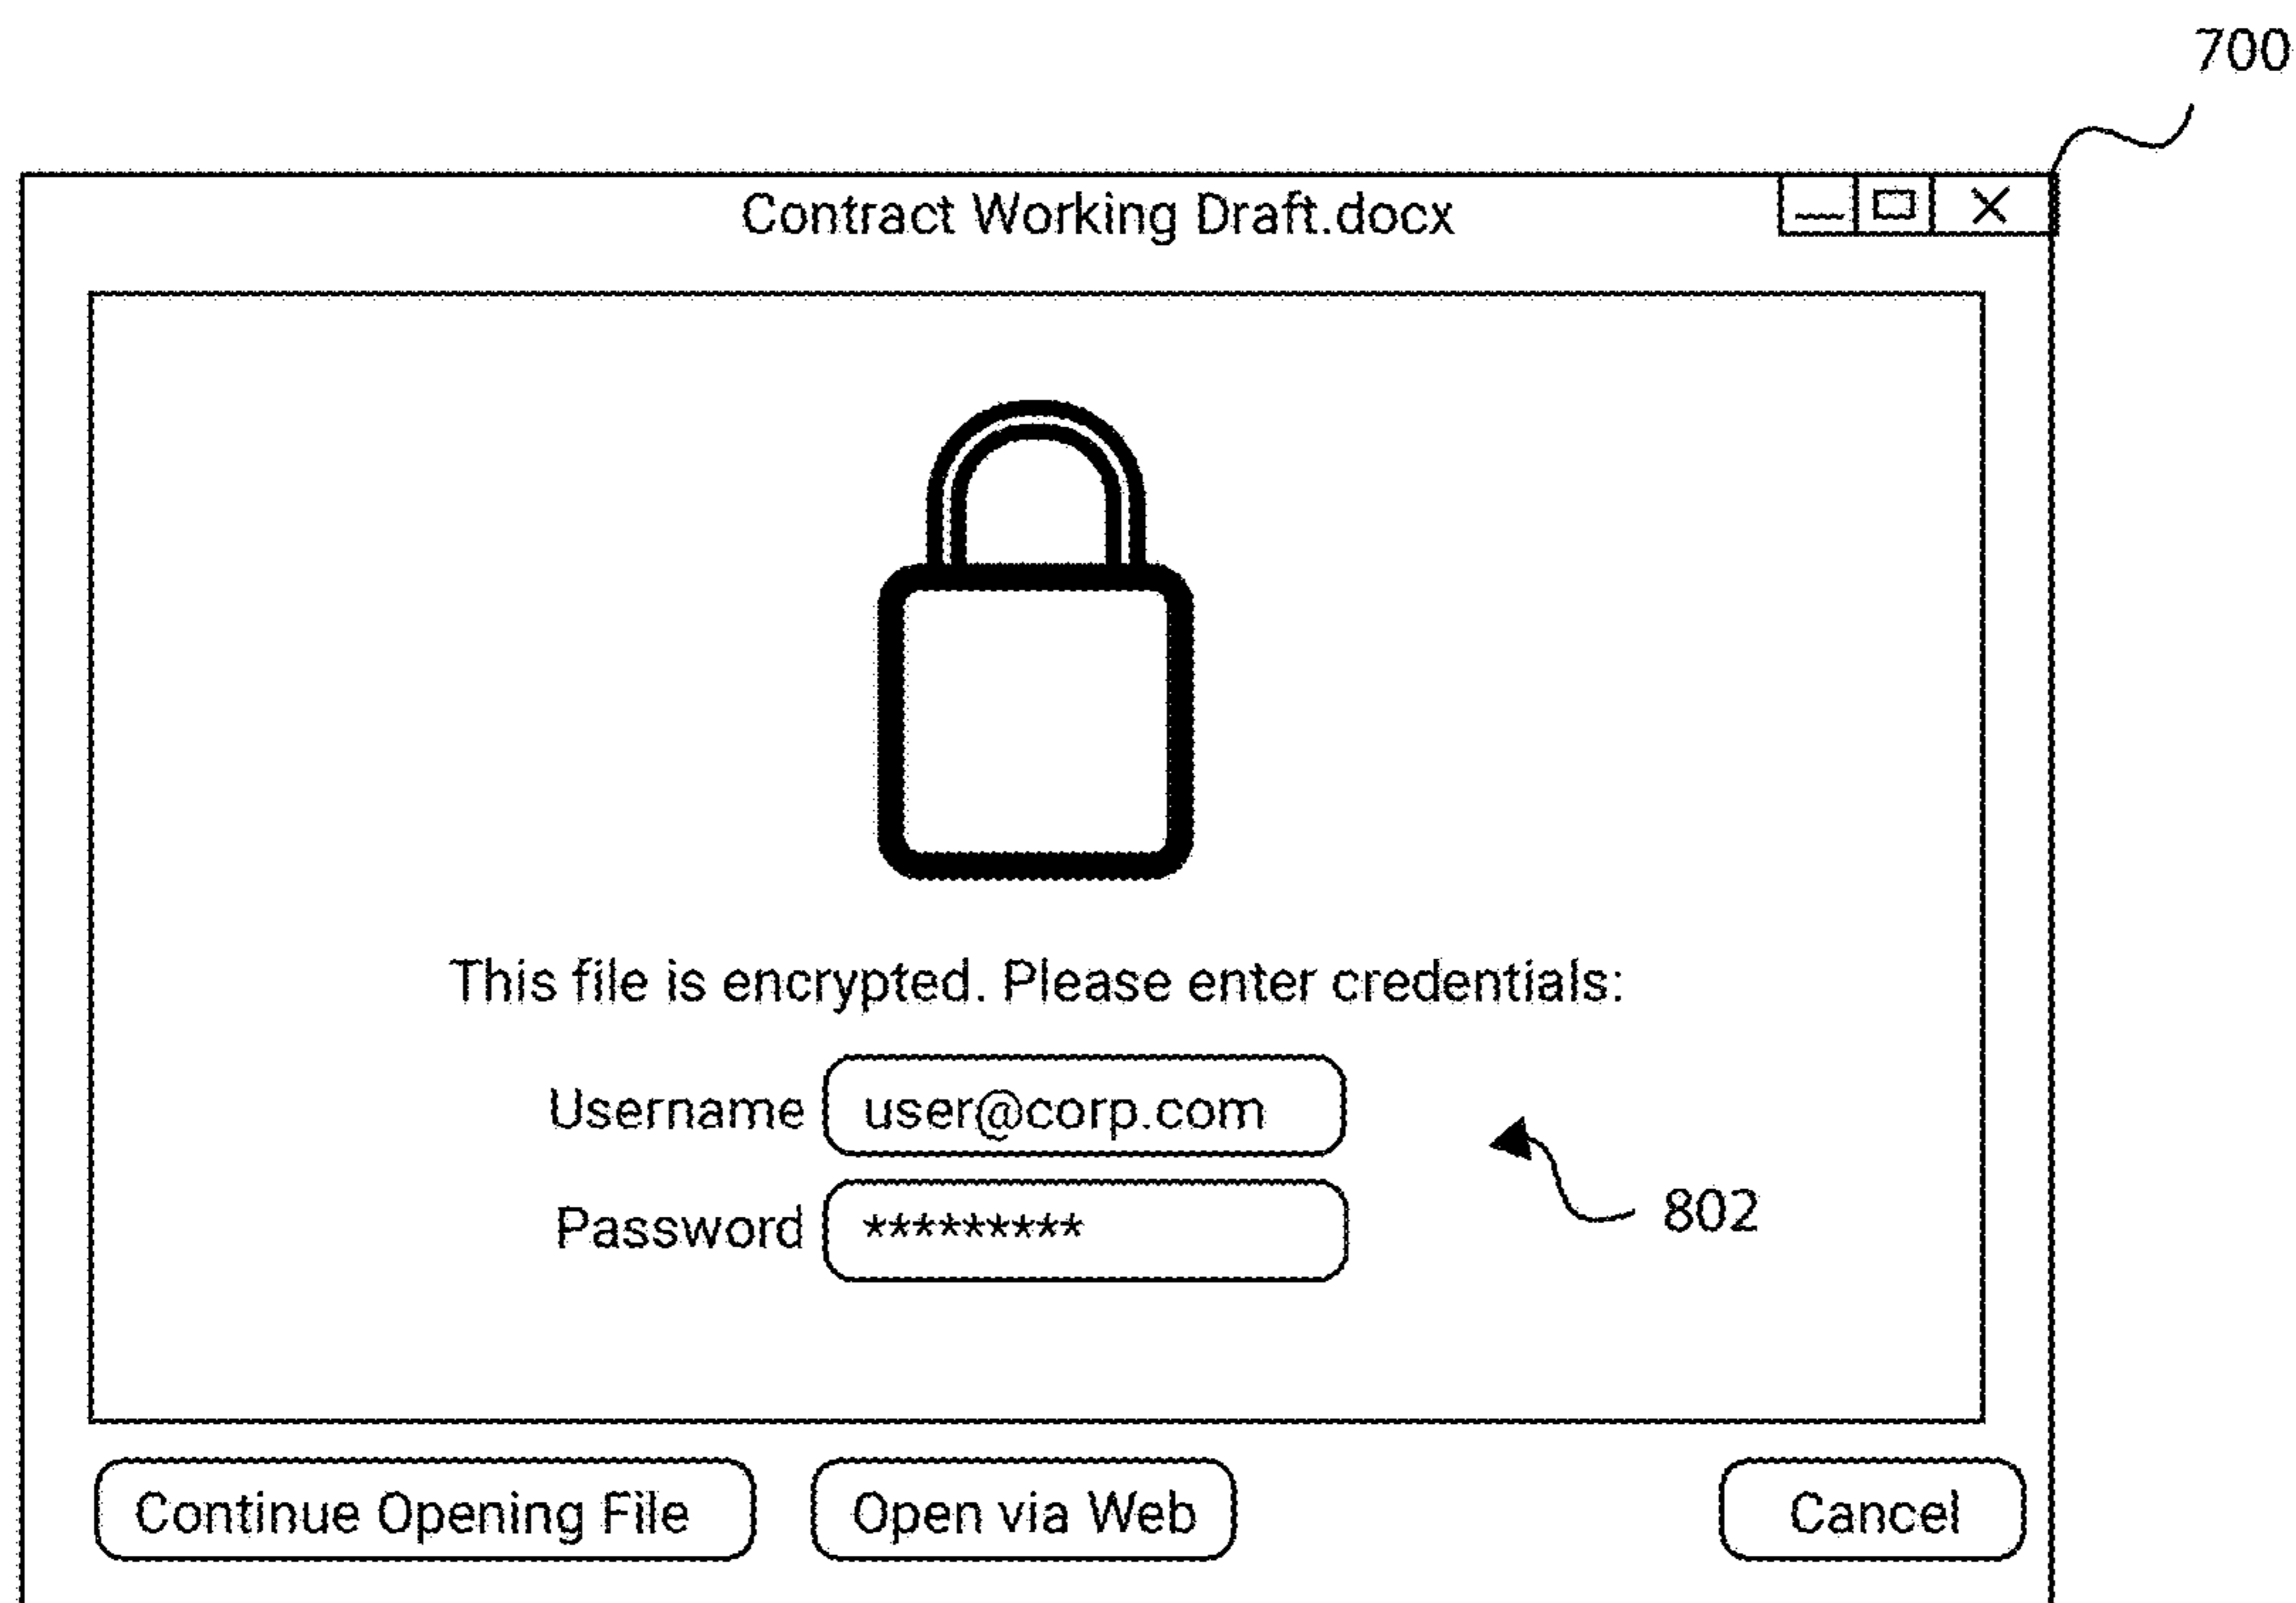 700
Contract Working Draft.docx
This file is encrypted. Please enter credentials:
Username user@corp.com
Password *********
802
Continue Opening File Open via Web Cancel